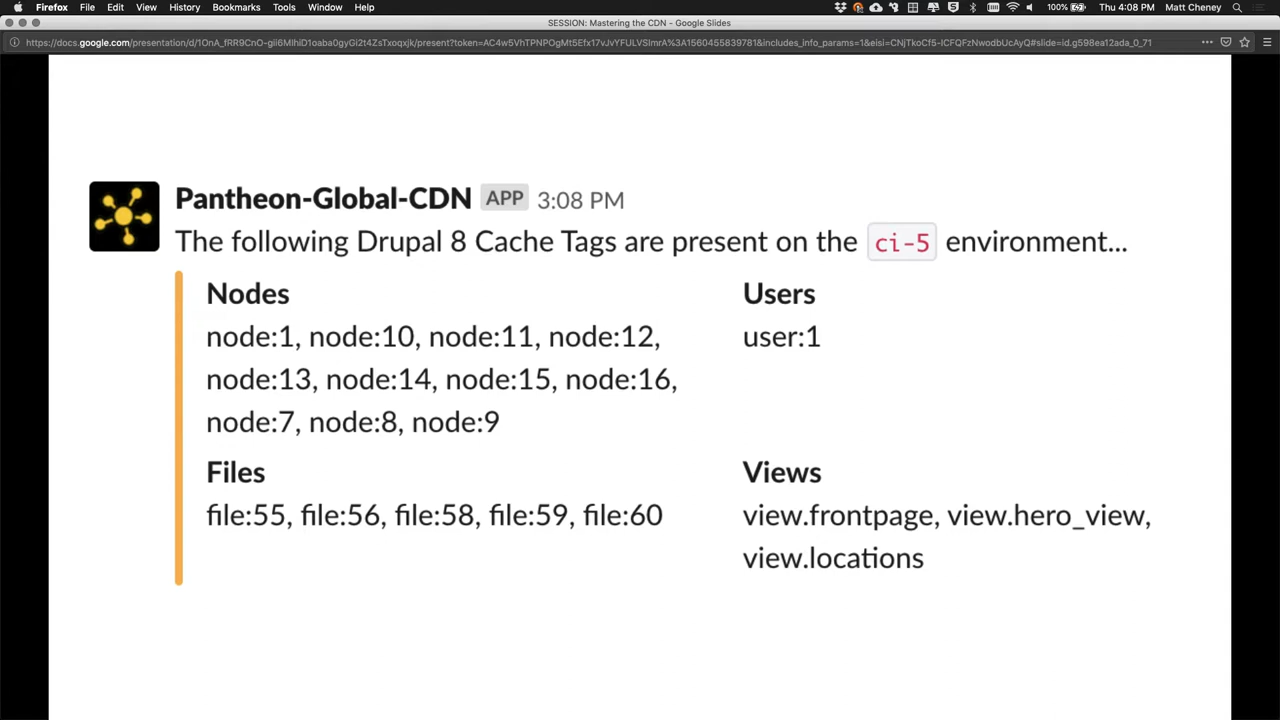 Firefox File Edit View History Bookmarks Tools Window Help 100% Thu 4:08 PM Matt Cheney
SESSION: Mastering the CDN - Google Slides
Pantheon-Global-CDN APP 3:08 PM
The following Drupal 8 Cache Tags are present on the ci-5 environment...
Nodes
node:1, node:10, node:11, node:12,
node:13, node:14, node:15, node:16,
node:7, node:8, node:9
Users
user:1
Files
file:55, file:56, file:58, file:59, file:60
Views
view.frontpage, view.hero_view,
view.locations